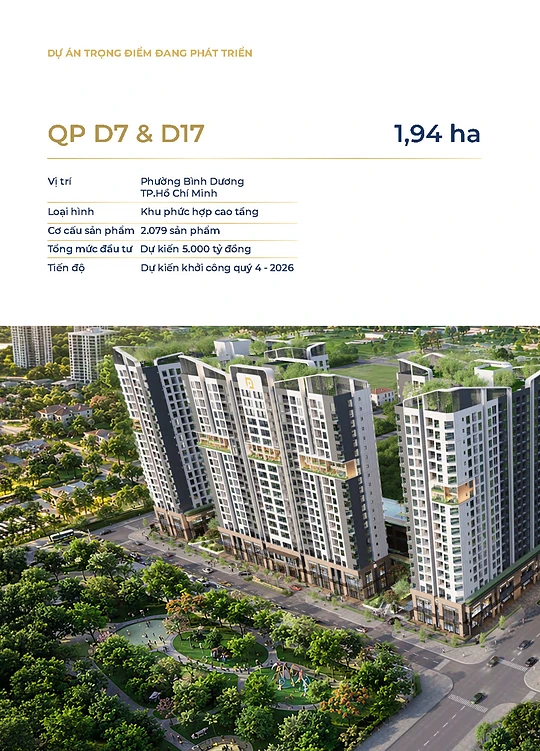 DỰ ÁN TRỌNG ĐIỂM ĐANG PHÁT TRIỂN
QP D7 & D17
1,94 ha
Vị trí
Phường Bình Dương
TP.Hồ Chí Minh
Loại hình
Khu phức hợp cao tầng
Cơ cấu sản phẩm
2.079 sản phẩm
Tổng mức đầu tư
Dự kiến 5.000 tỷ đồng
Tiến độ
Dự kiến khởi công quý 4 - 2026